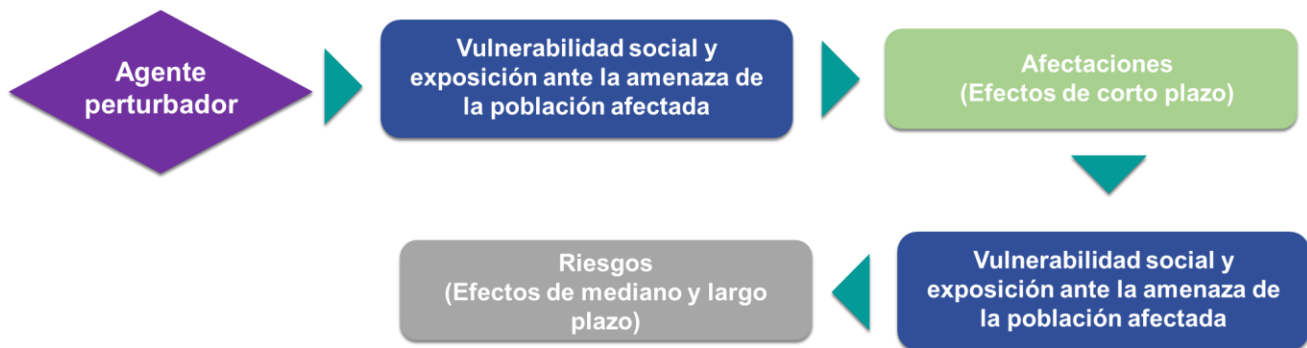 Agente
perturbador
Vulnerabilidad social y
exposición ante la amenaza de
la población afectada
Afectaciones
(Efectos de corto plazo)
Vulnerabilidad social y
exposición ante la amenaza de
la población afectada
Riesgos
(Efectos de mediano y largo
plazo)